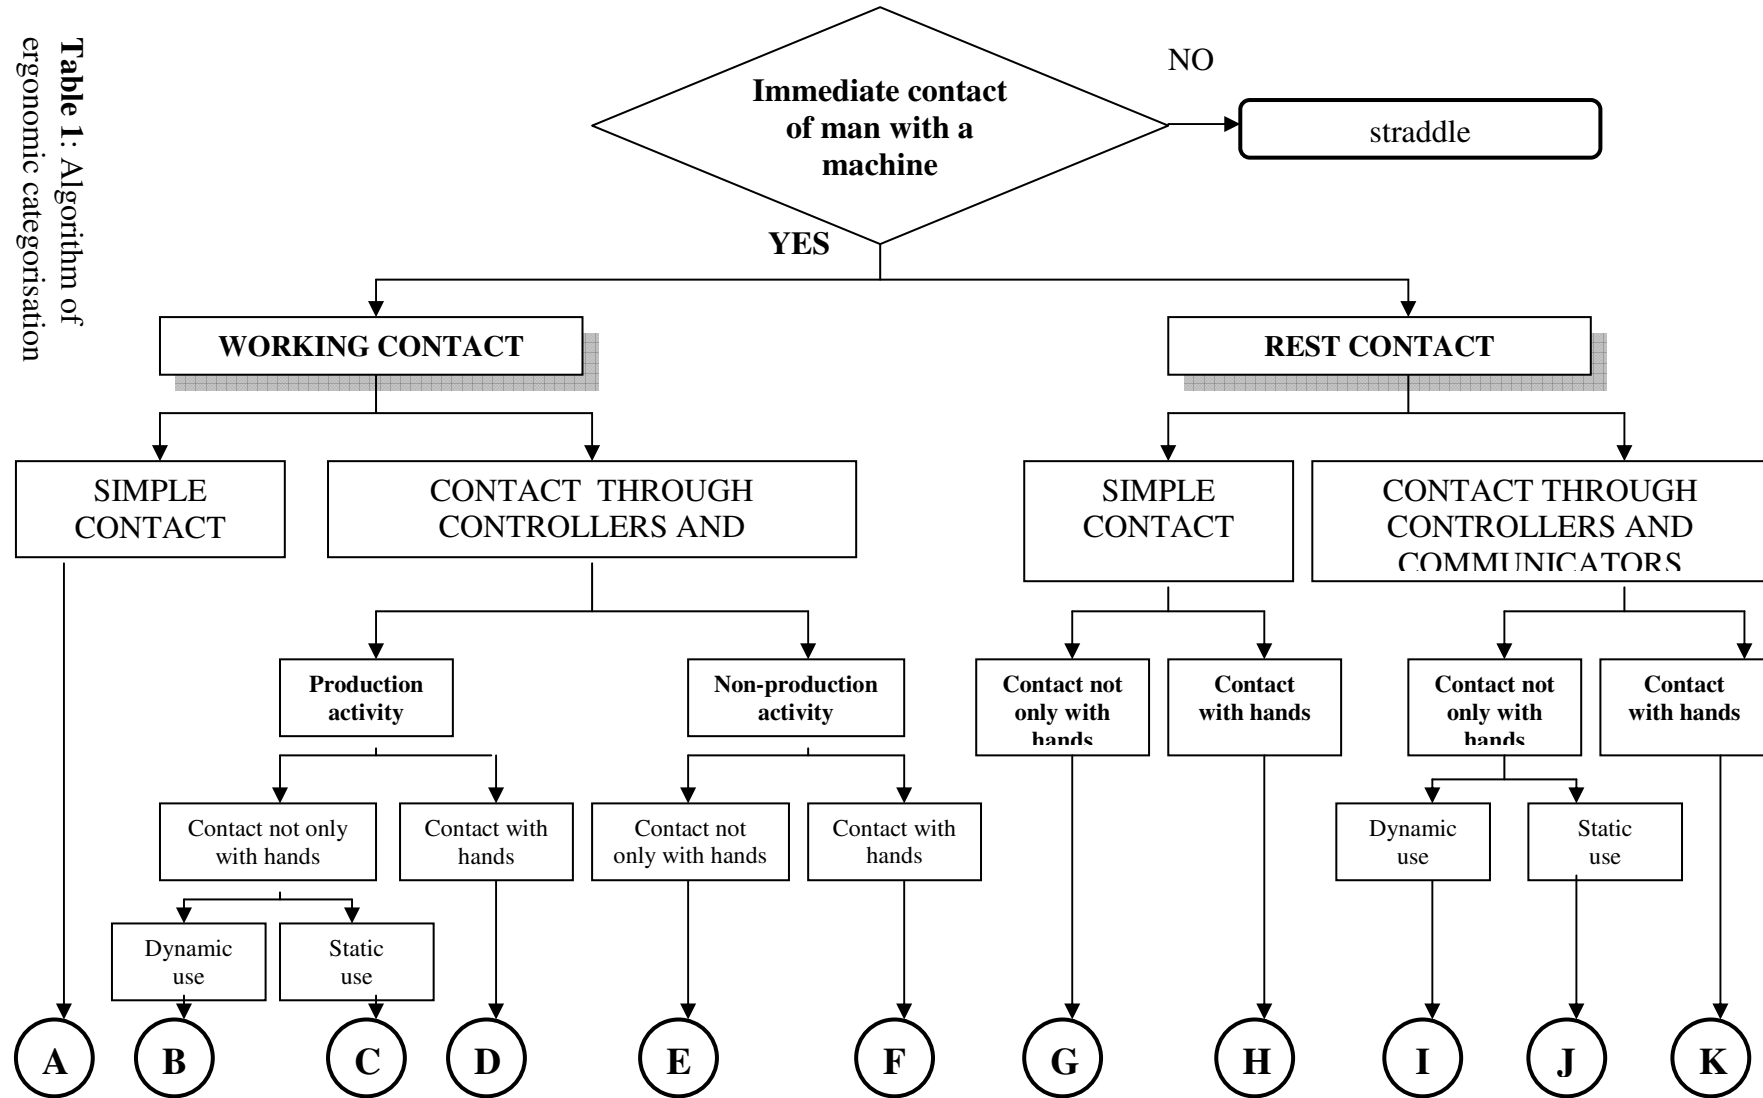 Table 1: Algorithm of
ergonomic categorisation
Immediate contact
of man with a
machine
NO
straddle
YES
WORKING CONTACT
REST CONTACT
SIMPLE
CONTACT
CONTACT THROUGH
CONTROLLERS AND
SIMPLE
CONTACT
CONTACT THROUGH
CONTROLLERS AND
COMMUNICATORS
Production
activity
Non-production
activity
Contact not
only with
hands
Contact
with hands
Contact not
only with
hands
Contact
with hands
Contact not only
with hands
Contact with
hands
Contact not
only with hands
Contact with
hands
Dynamic
use
Static
use
Dynamic
use
Static
use
A
B
C
D
E
F
G
H
I
J
K